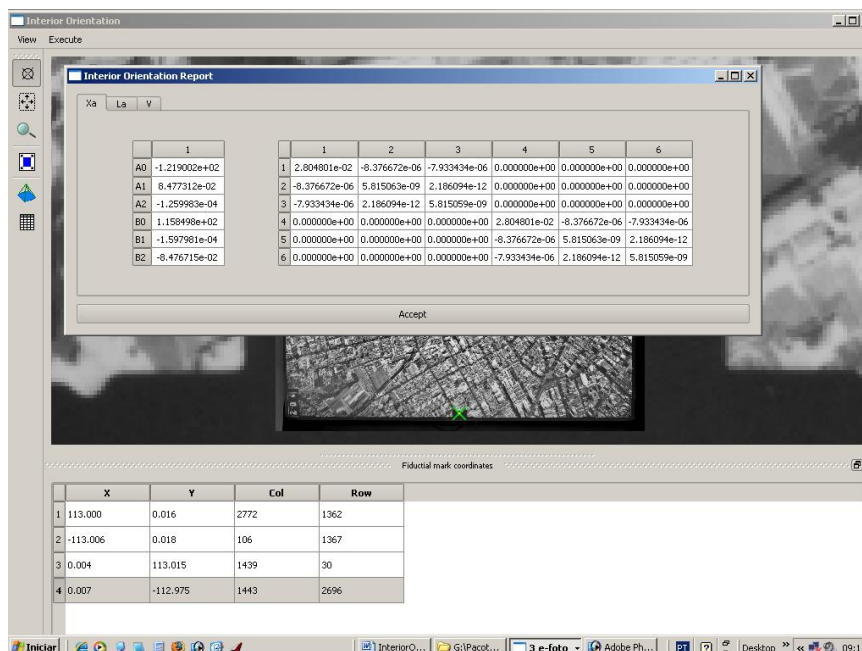 Interior Orientation
View Execute
Interior Orientation Report
Xa La V
1
A0 -1.219002e+02
A1 8.477312e-02
A2 -1.259983e-04
B0 1.158498e+02
B1 -1.597981e-04
B2 -8.476715e-02
1 2 3 4 5 6
1 2.804801e-02 -8.376672e-06 -7.933434e-06 0.000000e+00 0.000000e+00 0.000000e+00
2 -8.376672e-06 5.815063e-09 2.186094e-12 0.000000e+00 0.000000e+00 0.000000e+00
3 -7.933434e-06 2.186094e-12 5.815059e-09 0.000000e+00 0.000000e+00 0.000000e+00
4 0.000000e+00 0.000000e+00 0.000000e+00 2.804801e-02 -8.376672e-06 -7.933434e-06
5 0.000000e+00 0.000000e+00 0.000000e+00 -8.376672e-06 5.815063e-09 2.186094e-12
6 0.000000e+00 0.000000e+00 0.000000e+00 -7.933434e-06 2.186094e-12 5.815059e-09
Accept
Fiductial mark coordinates
X Y Col Row
1 113.000 0.016 2772 1362
2 -113.006 0.018 106 1367
3 0.004 113.015 1439 30
4 0.007 -112.975 1443 2696
Iniciar InteriorO... G:\Pacot... 3 e-foto Adobe Ph... PT Desktop » « 09:1